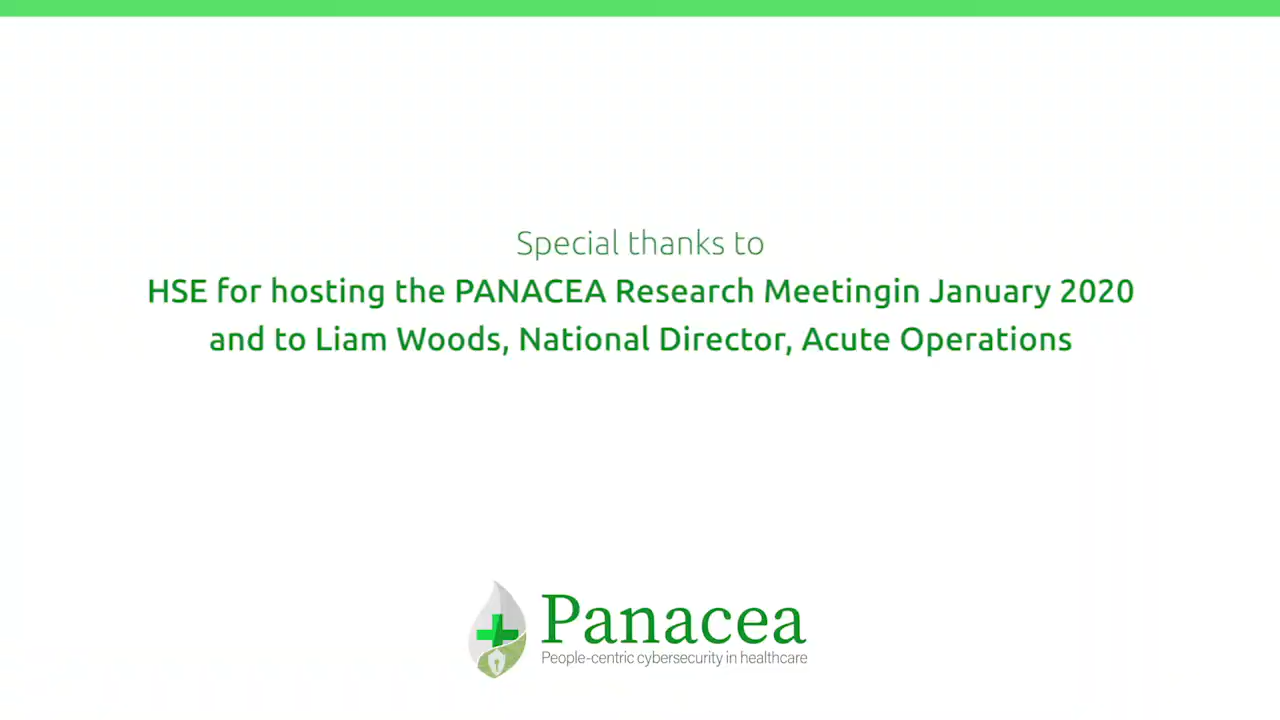 Special thanks to
HSE for hosting the PANACEA Research Meetingin January 2020
and to Liam Woods, National Director, Acute Operations
Panacea
People-centric cybersecurity in healthcare